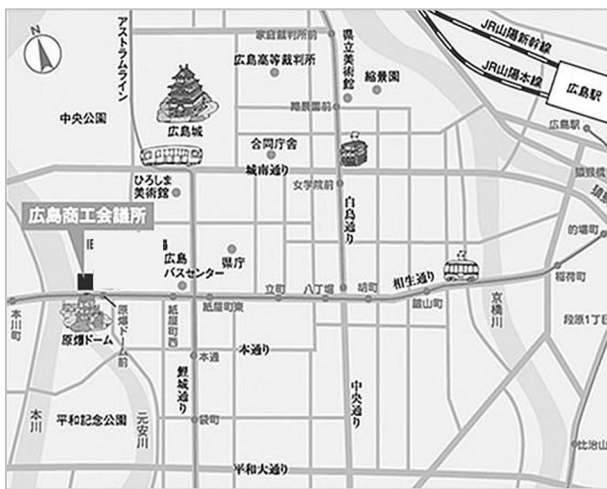 N
アストラムライン
家庭裁判所前
県立美術館
JR山陽新幹線
JR山陽本線
広島駅
広島高等裁判所
縮景園
中央公園
広島城
縮景園前
広島駅
合同庁舎
城南通り
ひろしま
美術館
女学院前
白島通り
猿猴橋町
広島商工会議所
広島
バスセンター
県庁
的場町
相生通り
稲荷町
立町
八丁堀
胡町
銀山町
京橋川
本川町
原爆ドーム
原爆ドーム前
紙屋町西
紙屋町東
段原1丁目
本通り
本通
鯉城通り
中央通り
本川
平和記念公園
元安川
袋町
比治山
平和大通り